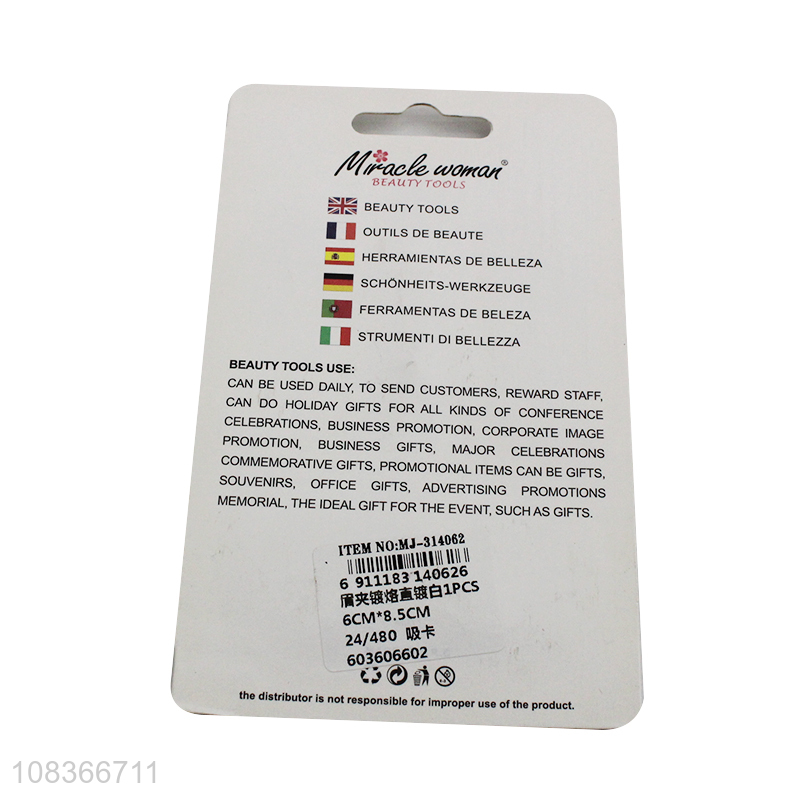 Miracle woman®
BEAUTY TOOLS
BEAUTY TOOLS
OUTILS DE BEAUTE
HERRAMIENTAS DE BELLEZA
SCHÖNHEITS-WERKZEUGE
FERRAMENTAS DE BELEZA
STRUMENTI DI BELLEZZA
BEAUTY TOOLS USE:
CAN BE USED DAILY, TO SEND CUSTOMERS, REWARD STAFF,
CAN DO HOLIDAY GIFTS FOR ALL KINDS OF CONFERENCE
CELEBRATIONS, BUSINESS PROMOTION, CORPORATE IMAGE
PROMOTION, BUSINESS GIFTS, MAJOR CELEBRATIONS
COMMEMORATIVE GIFTS, PROMOTIONAL ITEMS CAN BE GIFTS,
SOUVENIRS, OFFICE GIFTS, ADVERTISING PROMOTIONS
MEMORIAL, THE IDEAL GIFT FOR THE EVENT, SUCH AS GIFTS.
ITEM NO:MJ-314062
6 911183 140626
眉夹镀烙直镀白1PCS
6CM*8.5CM
24/480 吸卡
603606602
the distributor is not responsible for improper use of the product.
108366711